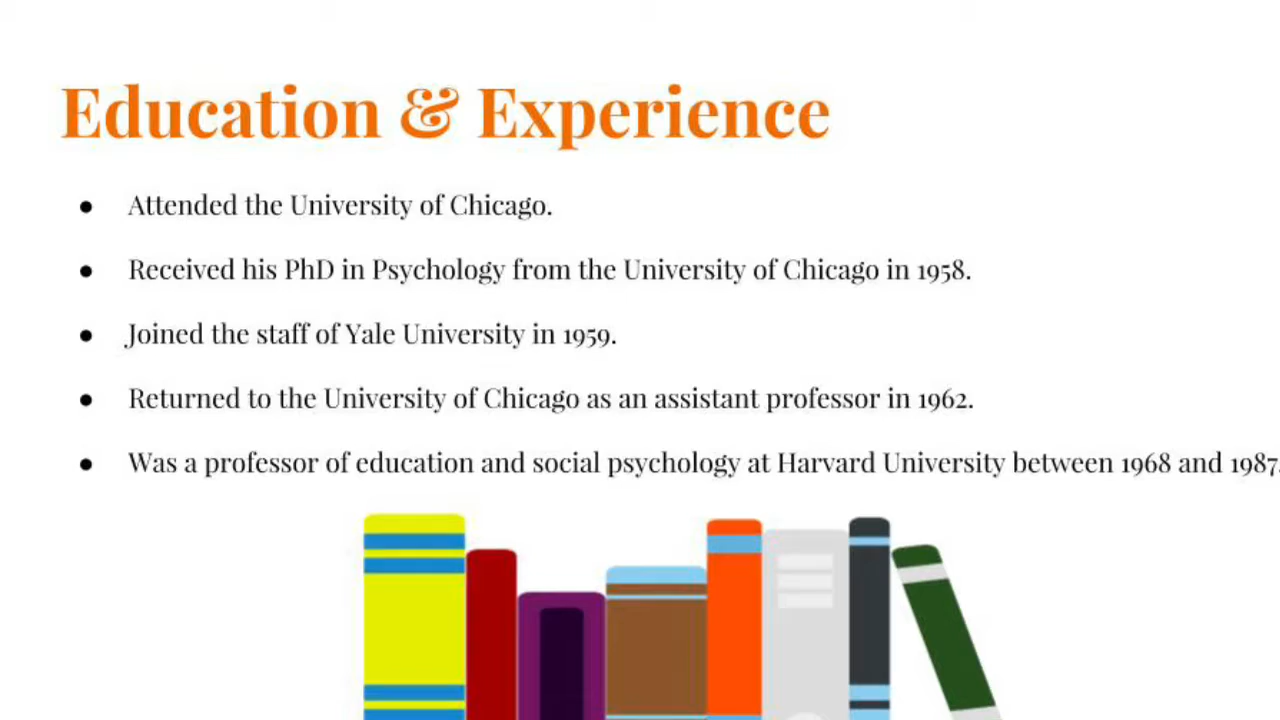 Education & Experience
● Attended the University of Chicago.
● Received his PhD in Psychology from the University of Chicago in 1958.
● Joined the staff of Yale University in 1959.
● Returned to the University of Chicago as an assistant professor in 1962.
● Was a professor of education and social psychology at Harvard University between 1968 and 1987.